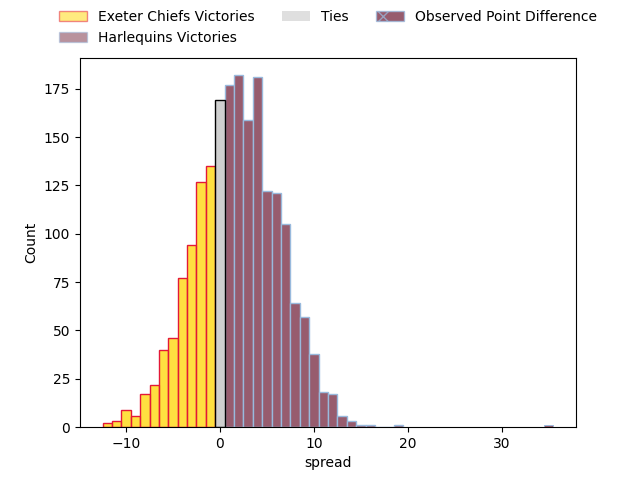 Exeter Chiefs Victories
Ties
Observed Point Difference
Harlequins Victories
175
150
125
100
75
50
25
0
Count
−10
0
10
20
30
spread